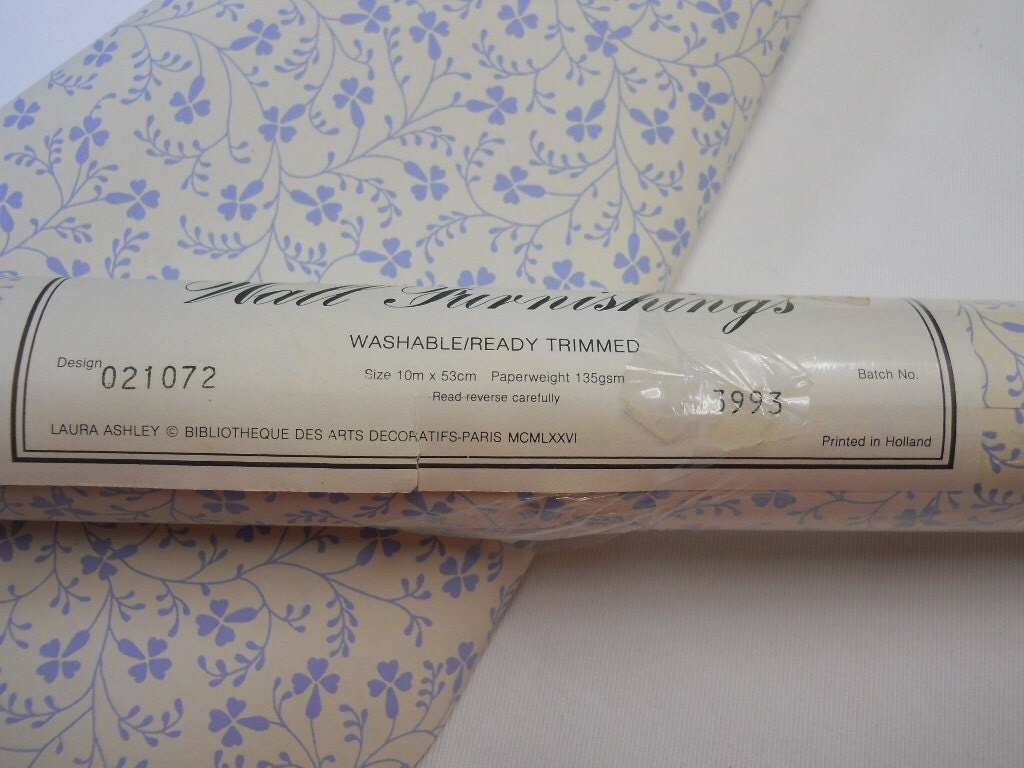 Wall Furnishings
WASHABLE/READY TRIMMED
Design 021072
Size 10m x 53cm Paperweight 135gsm
Read reverse carefully
3993
Batch No.
LAURA ASHLEY © BIBLIOTHEQUE DES ARTS DECORATIFS-PARIS MCMLXXVI
Printed in Holland